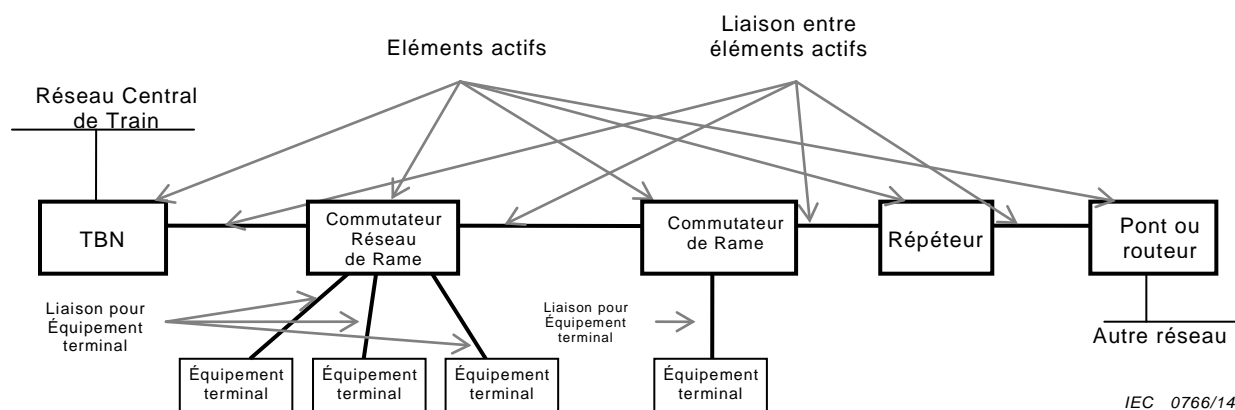 Eléments actifs
Liaison entre
éléments actifs
Réseau Central
de Train
TBN
Commutateur
Réseau
de Rame
Commutateur
de Rame
Répéteur
Pont ou
routeur
Liaison pour
Équipement
terminal
Liaison pour
Équipement
terminal
Autre réseau
Équipement
terminal
Équipement
terminal
Équipement
terminal
Équipement
terminal
IEC 0766/14